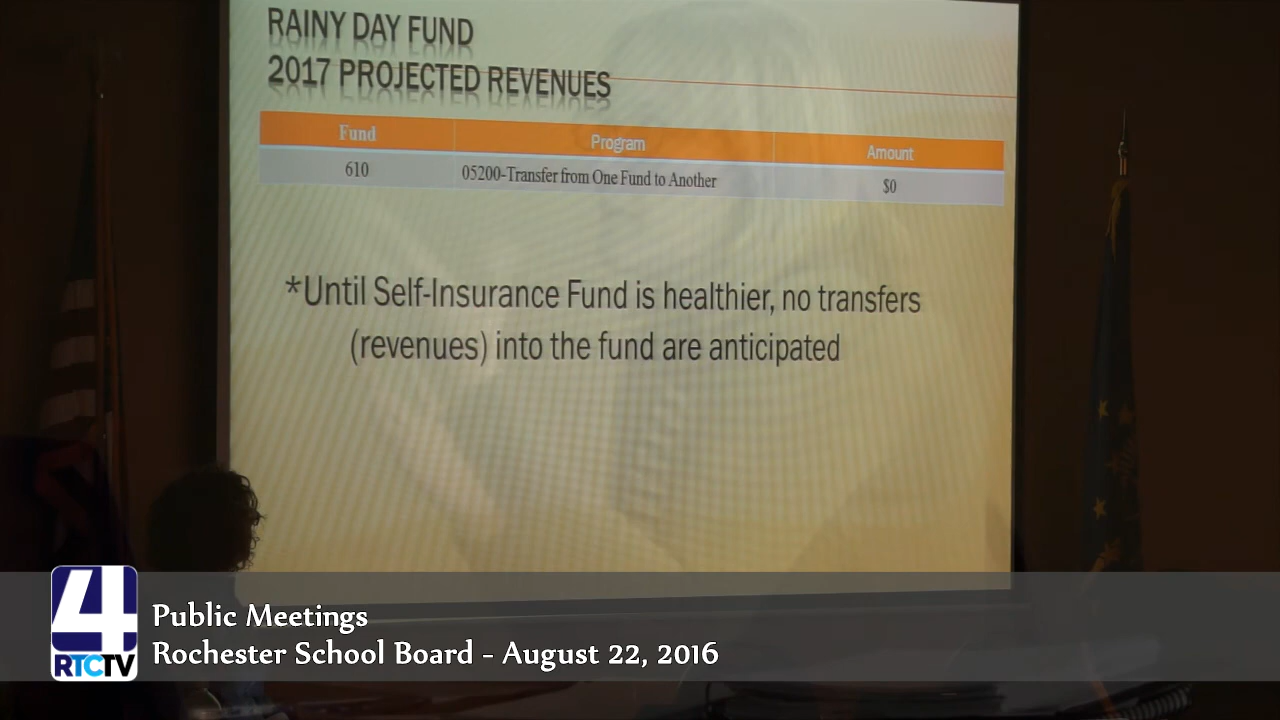 RAINY DAY FUND
2017 PROJECTED REVENUES
Fund Program Amount
610 05200-Transfer from One Fund to Another $0
*Until Self-Insurance Fund is healthier, no transfers
(revenues) into the fund are anticipated
4
RTCTV
Public Meetings
Rochester School Board - August 22, 2016